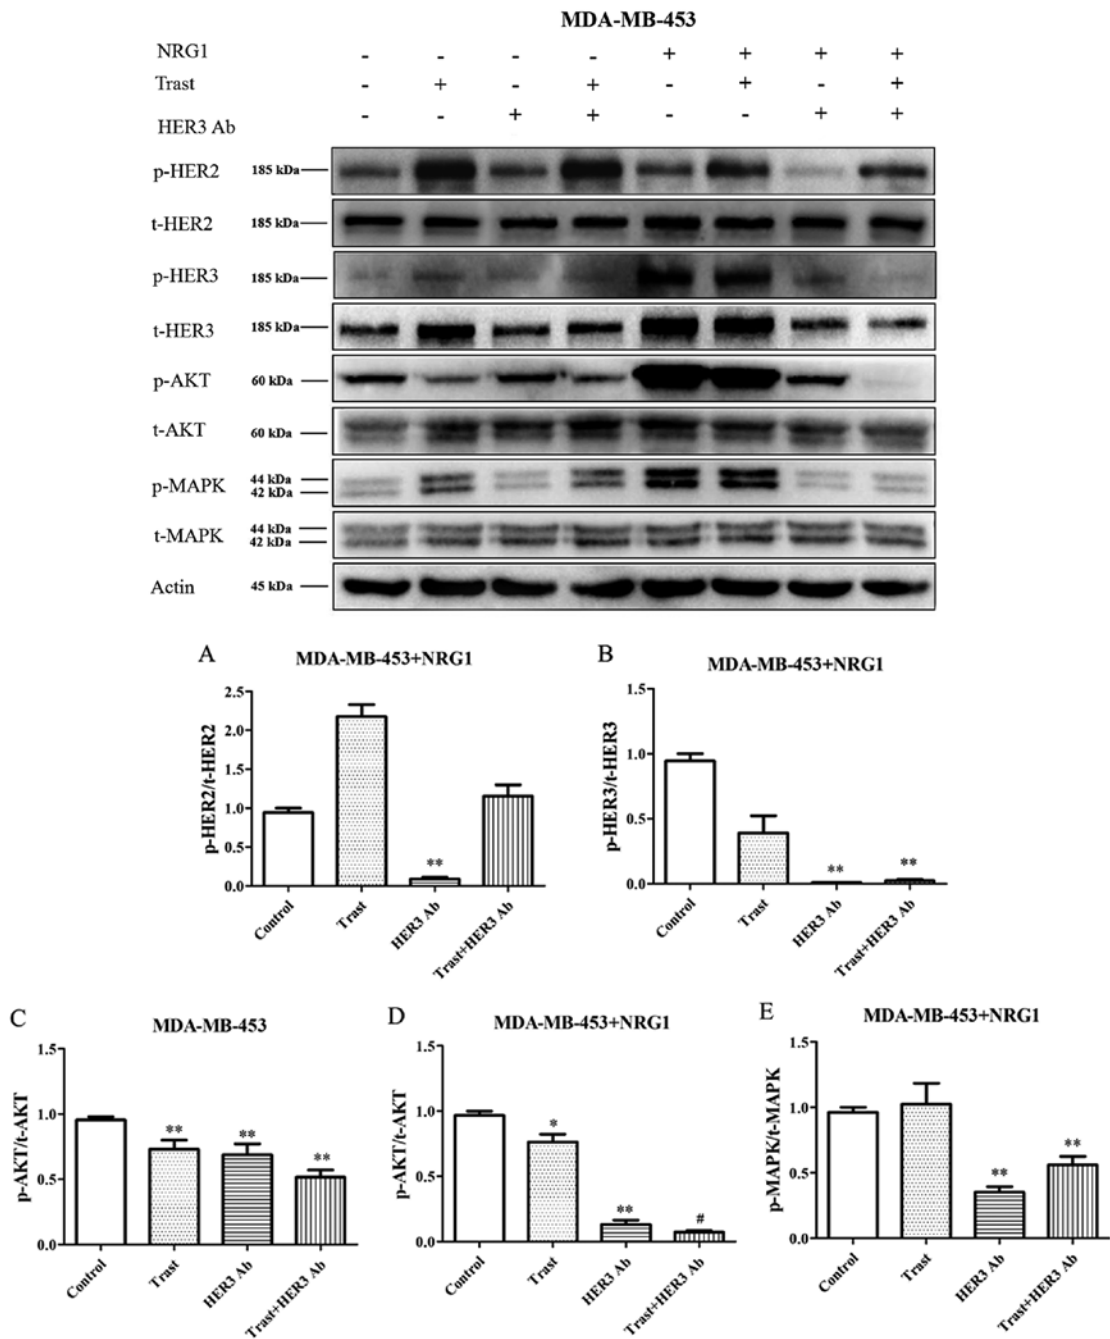 MDA-MB-453
NRG1 - - - - + + + +
Trast - + - + - + - +
HER3 Ab - - + + - - + +
p-HER2 185 kDa
t-HER2 185 kDa
p-HER3 185 kDa
t-HER3 185 kDa
p-AKT 60 kDa
t-AKT 60 kDa
p-MAPK 44 kDa
42 kDa
t-MAPK 44 kDa
42 kDa
Actin 45 kDa
A
MDA-MB-453+NRG1
p-HER2/t-HER2
2.5
2.0
1.5
1.0
0.5
0.0
**
Control Trast HER3 Ab Trast+HER3 Ab
B
MDA-MB-453+NRG1
p-HER3/t-HER3
1.5
1.0
0.5
0.0
** **
Control Trast HER3 Ab Trast+HER3 Ab
C
MDA-MB-453
p-AKT/t-AKT
1.5
1.0
0.5
0.0
** ** **
Control Trast HER3 Ab Trast+HER3 Ab
D
MDA-MB-453+NRG1
p-AKT/t-AKT
1.5
1.0
0.5
0.0
* ** #
Control Trast HER3 Ab Trast+HER3 Ab
E
MDA-MB-453+NRG1
p-MAPK/t-MAPK
1.5
1.0
0.5
0.0
** **
Control Trast HER3 Ab Trast+HER3 Ab